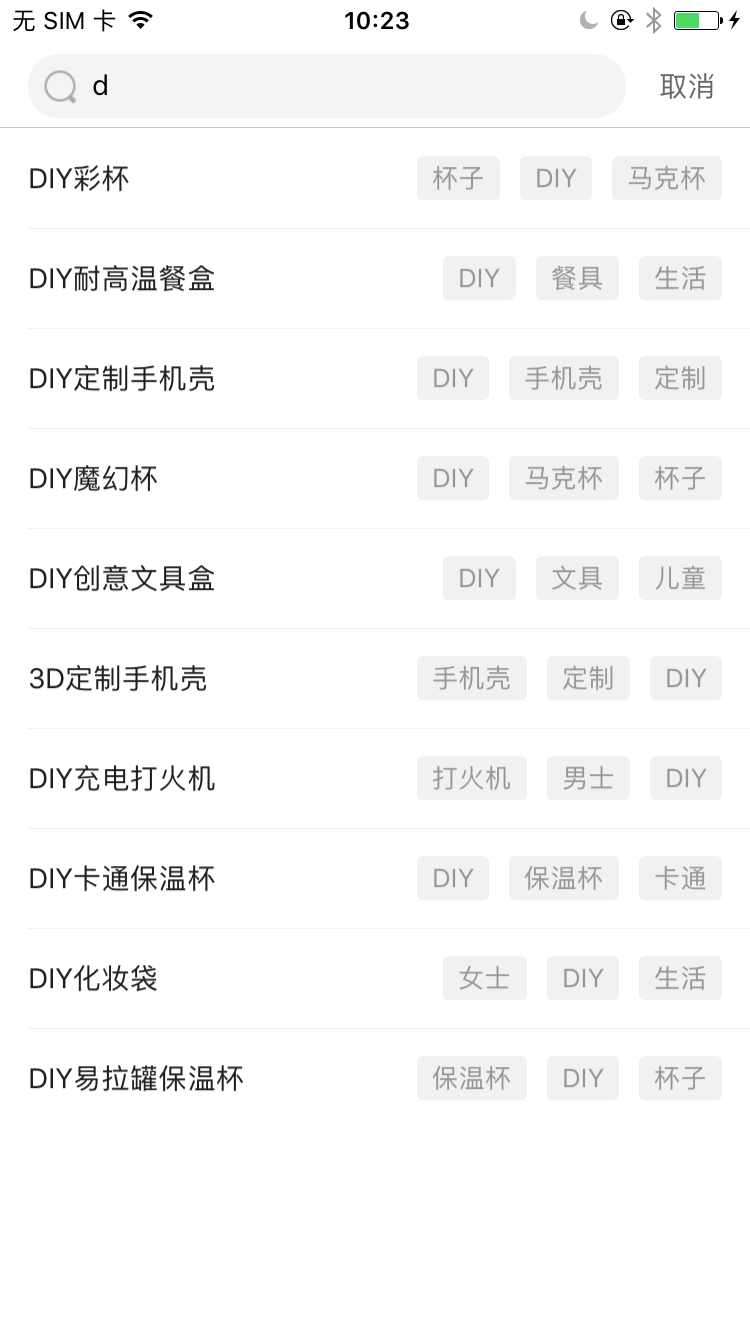 无 SIM 卡 10:23
d 取消
DIY彩杯 杯子 DIY 马克杯
DIY耐高温餐盒 DIY 餐具 生活
DIY定制手机壳 DIY 手机壳 定制
DIY魔幻杯 DIY 马克杯 杯子
DIY创意文具盒 DIY 文具 儿童
3D定制手机壳 手机壳 定制 DIY
DIY充电打火机 打火机 男士 DIY
DIY卡通保温杯 DIY 保温杯 卡通
DIY化妆袋 女士 DIY 生活
DIY易拉罐保温杯 保温杯 DIY 杯子